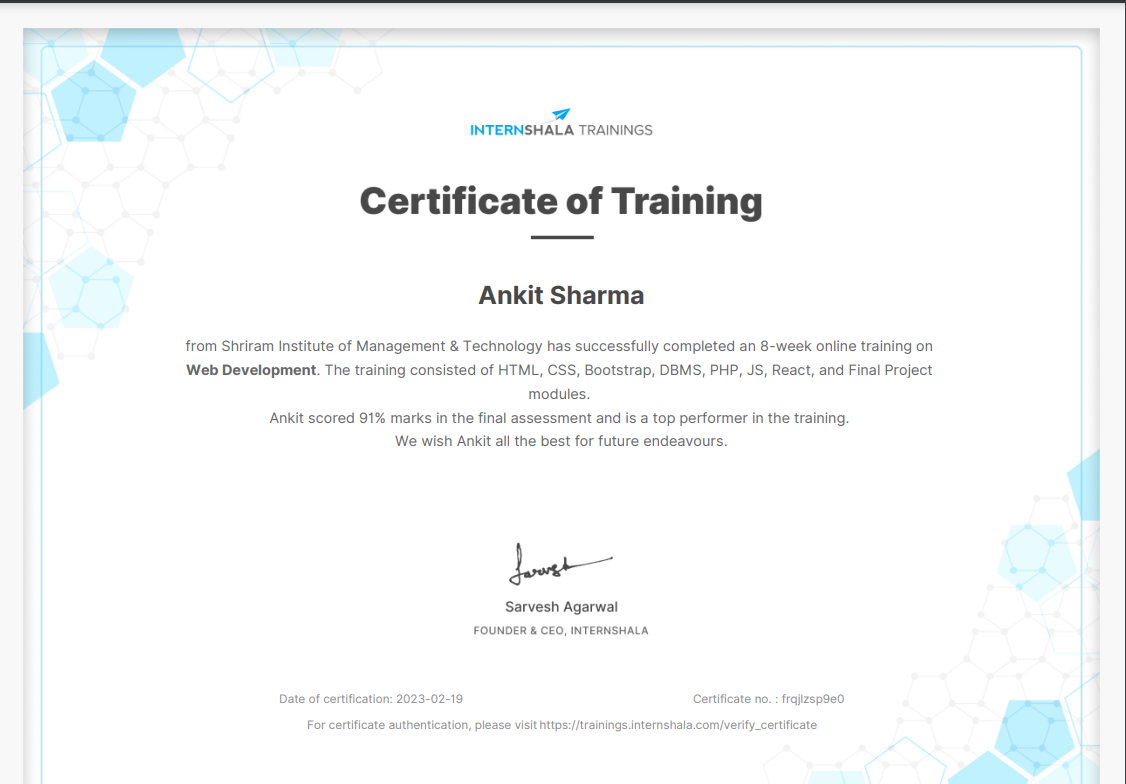 INTERNSHALA TRAININGS
Certificate of Training
Ankit Sharma
from Shriram Institute of Management & Technology has successfully completed an 8-week online training on
Web Development. The training consisted of HTML, CSS, Bootstrap, DBMS, PHP, JS, React, and Final Project
modules.
Ankit scored 91% marks in the final assessment and is a top performer in the training.
We wish Ankit all the best for future endeavours.
Sarvesh
Sarvesh Agarwal
FOUNDER & CEO, INTERNSHALA
Date of certification: 2023-02-19
Certificate no. : frqjlzsp9e0
For certificate authentication, please visit https://trainings.internshala.com/verify_certificate